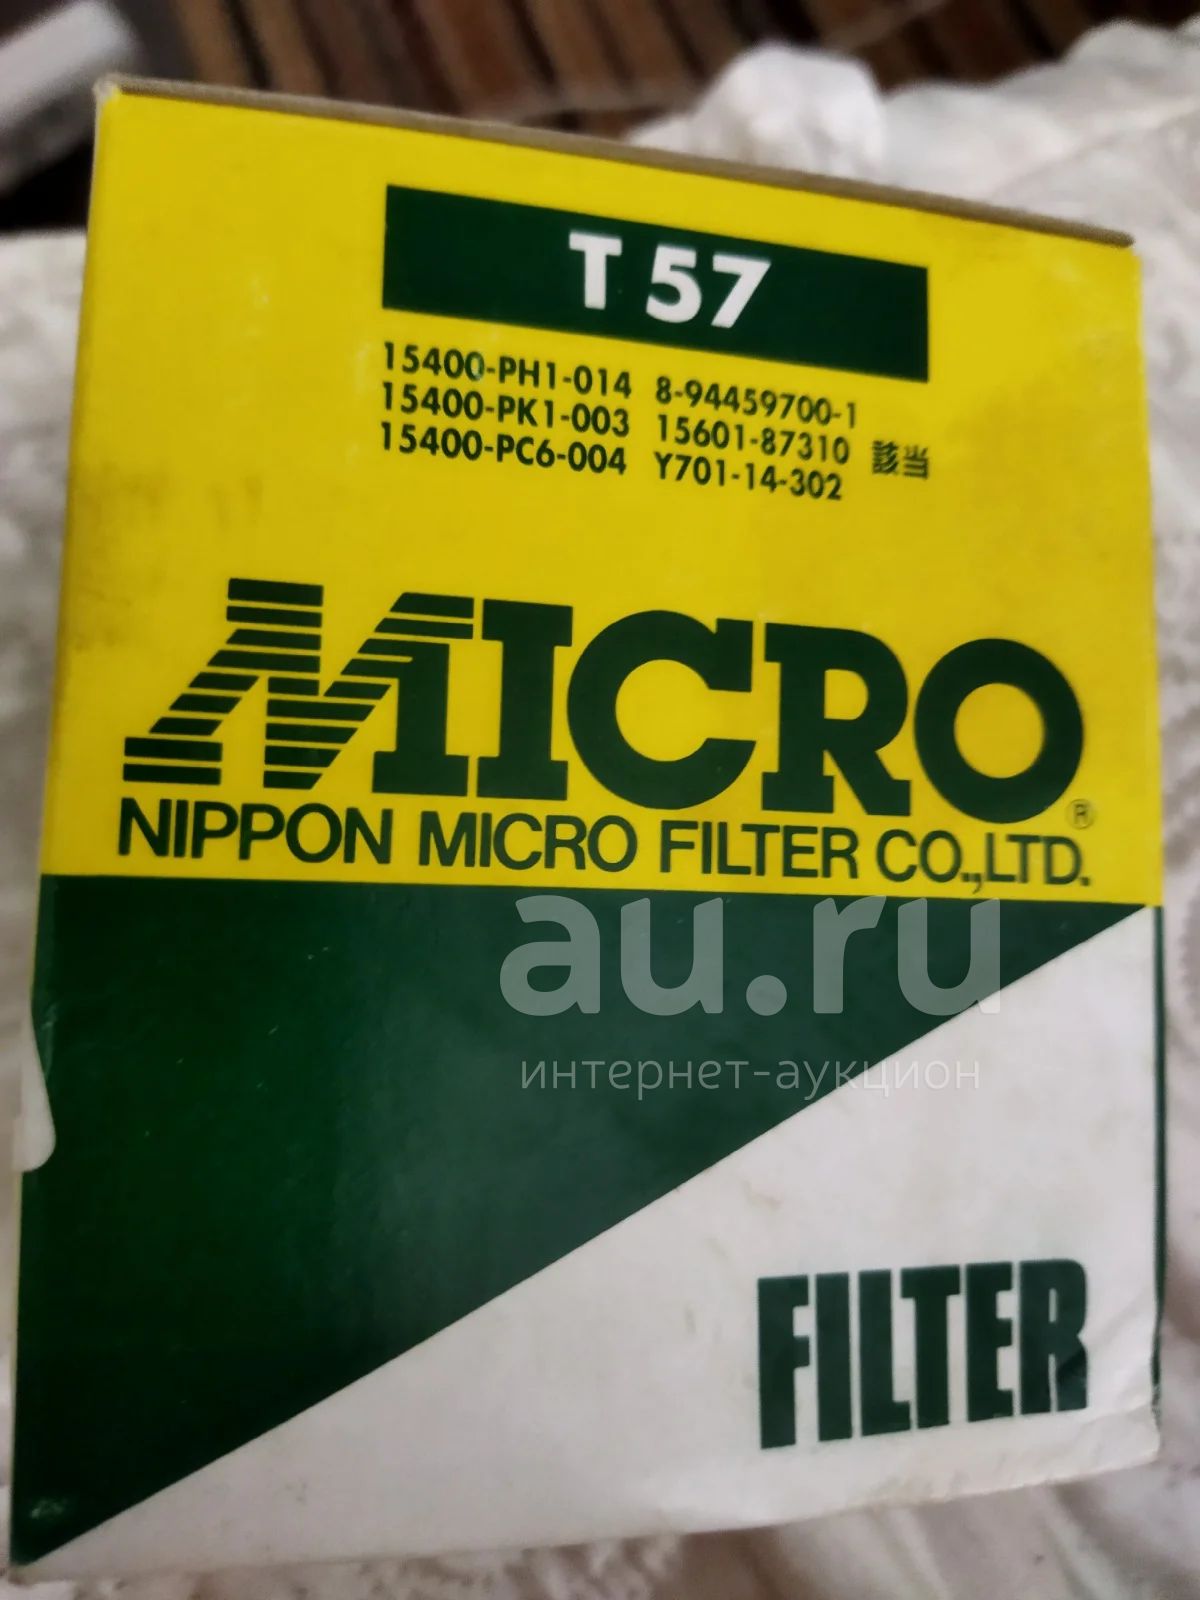 T 57
15400-PH1-014 8-94459700-1
15400-PK1-003 15601-87310 該当
15400-PC6-004 Y701-14-302
MICRO®
NIPPON MICRO FILTER CO.,LTD.
au.ru
интернет-аукцион
FILTER